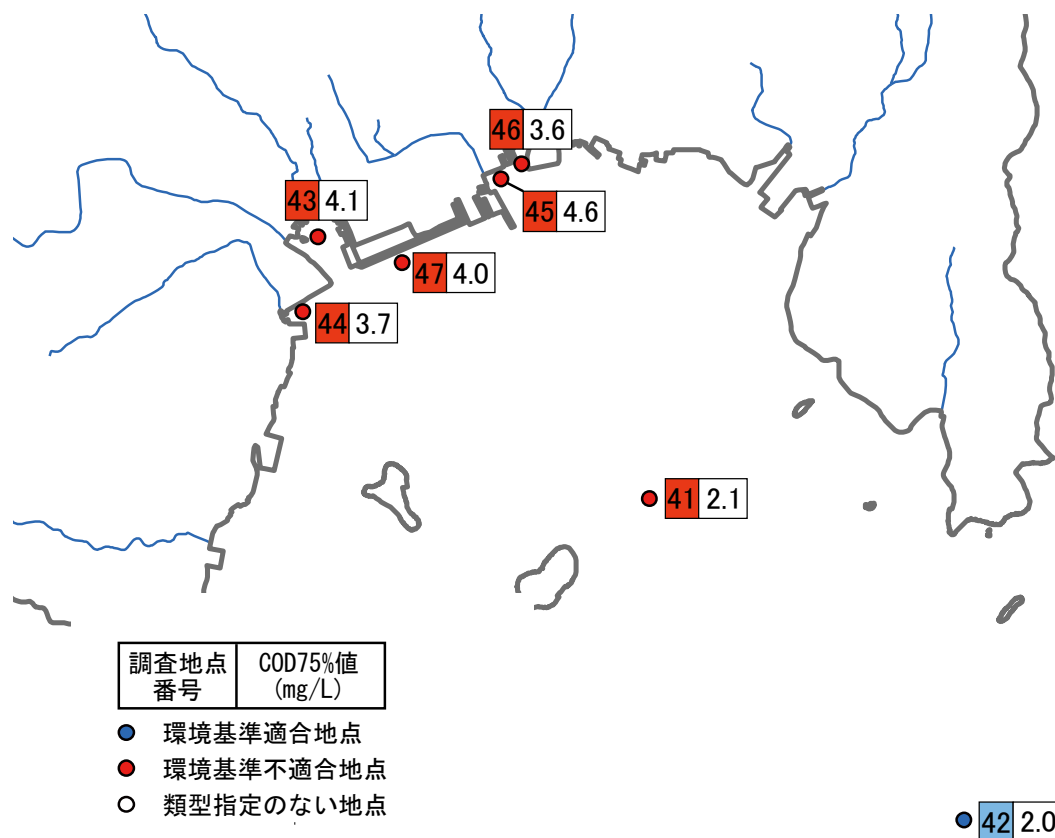 46 3.6
43 4.1
45 4.6
47 4.0
44 3.7
41 2.1
調査地点 COD75%値
番号 (mg/L)
環境基準適合地点
環境基準不適合地点
類型指定のない地点
42 2.0